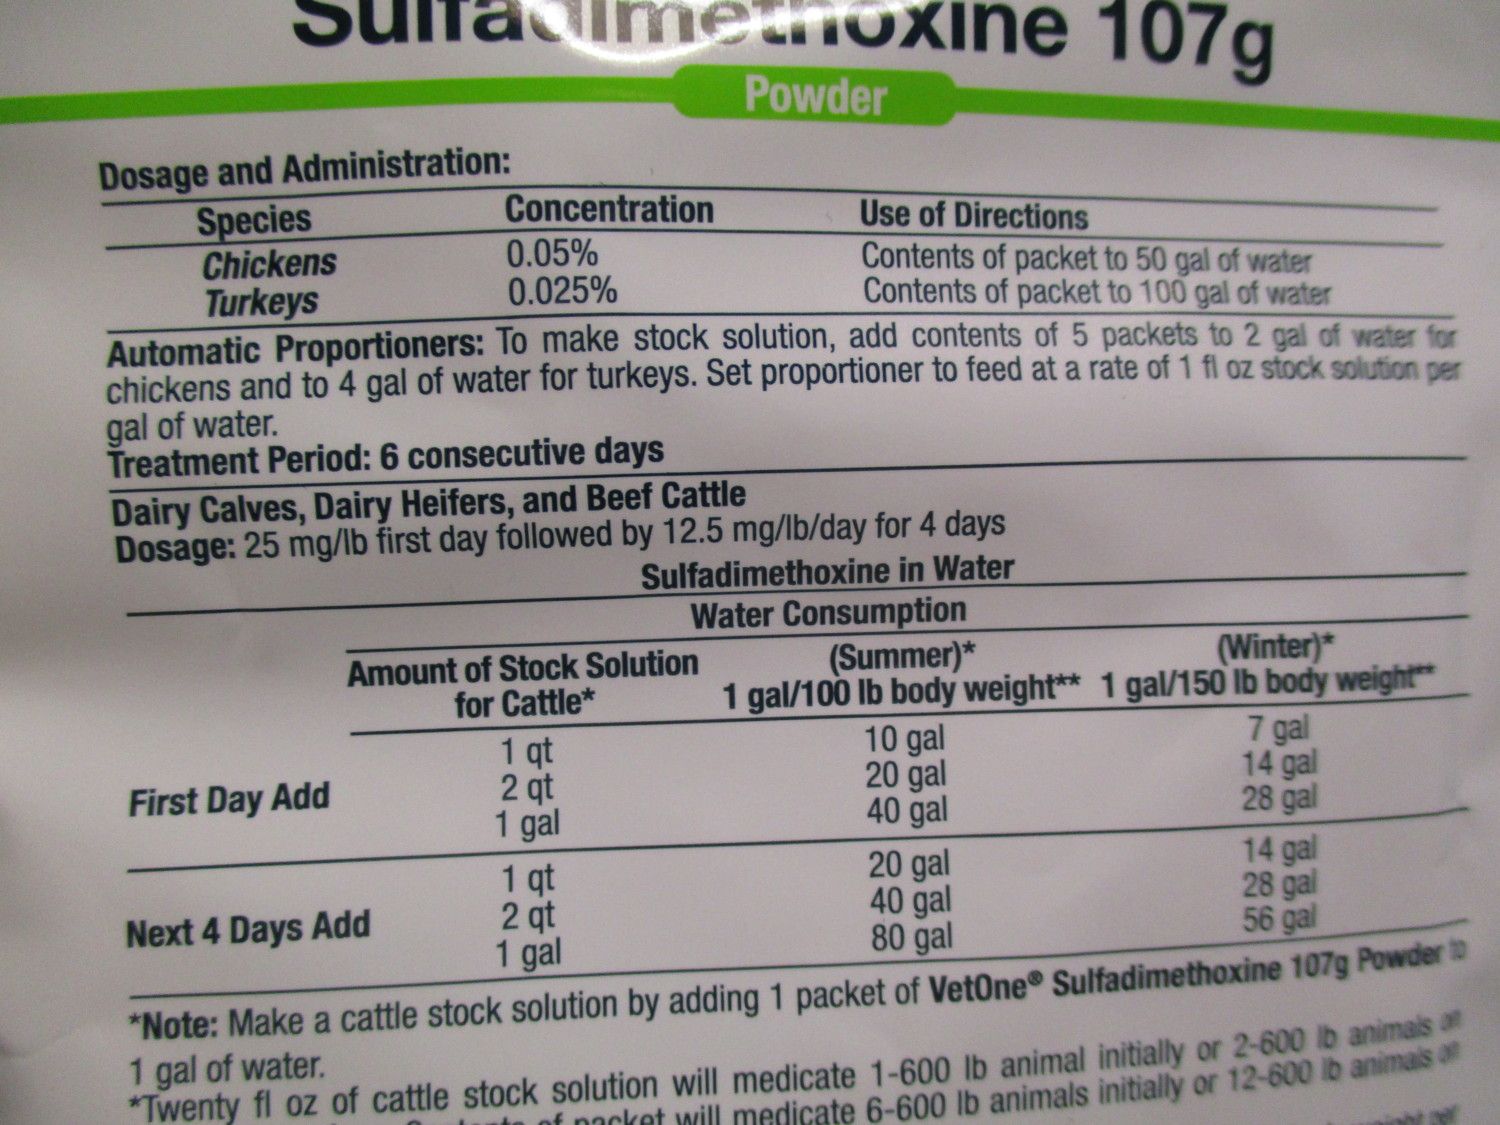 Sulfadimethoxine 107g
Powder
Dosage and Administration:
Species Concentration Use of Directions
Chickens 0.05% Contents of packet to 50 gal of water
Turkeys 0.025% Contents of packet to 100 gal of water
Automatic Proportioners: To make stock solution, add contents of 5 packets to 2 gal of water for
chickens and to 4 gal of water for turkeys. Set proportioner to feed at a rate of 1 fl oz stock solution per
gal of water.
Treatment Period: 6 consecutive days
Dairy Calves, Dairy Heifers, and Beef Cattle
Dosage: 25 mg/lb first day followed by 12.5 mg/lb/day for 4 days
Sulfadimethoxine in Water
Water Consumption
Amount of Stock Solution (Summer)* (Winter)*
for Cattle* 1 gal/100 lb body weight** 1 gal/150 lb body weight**
1 qt 10 gal 7 gal
First Day Add 2 qt 20 gal 14 gal
1 gal 40 gal 28 gal
1 qt 20 gal 14 gal
Next 4 Days Add 2 qt 40 gal 28 gal
1 gal 80 gal 56 gal
*Note: Make a cattle stock solution by adding 1 packet of VetOne® Sulfadimethoxine 107g Powder to
1 gal of water.
*Twenty fl oz of cattle stock solution will medicate 1-600 lb animal initially or 2-600 lb animals on
of packet will medicate 6-600 lb animals initially or 12-600 lb animals on